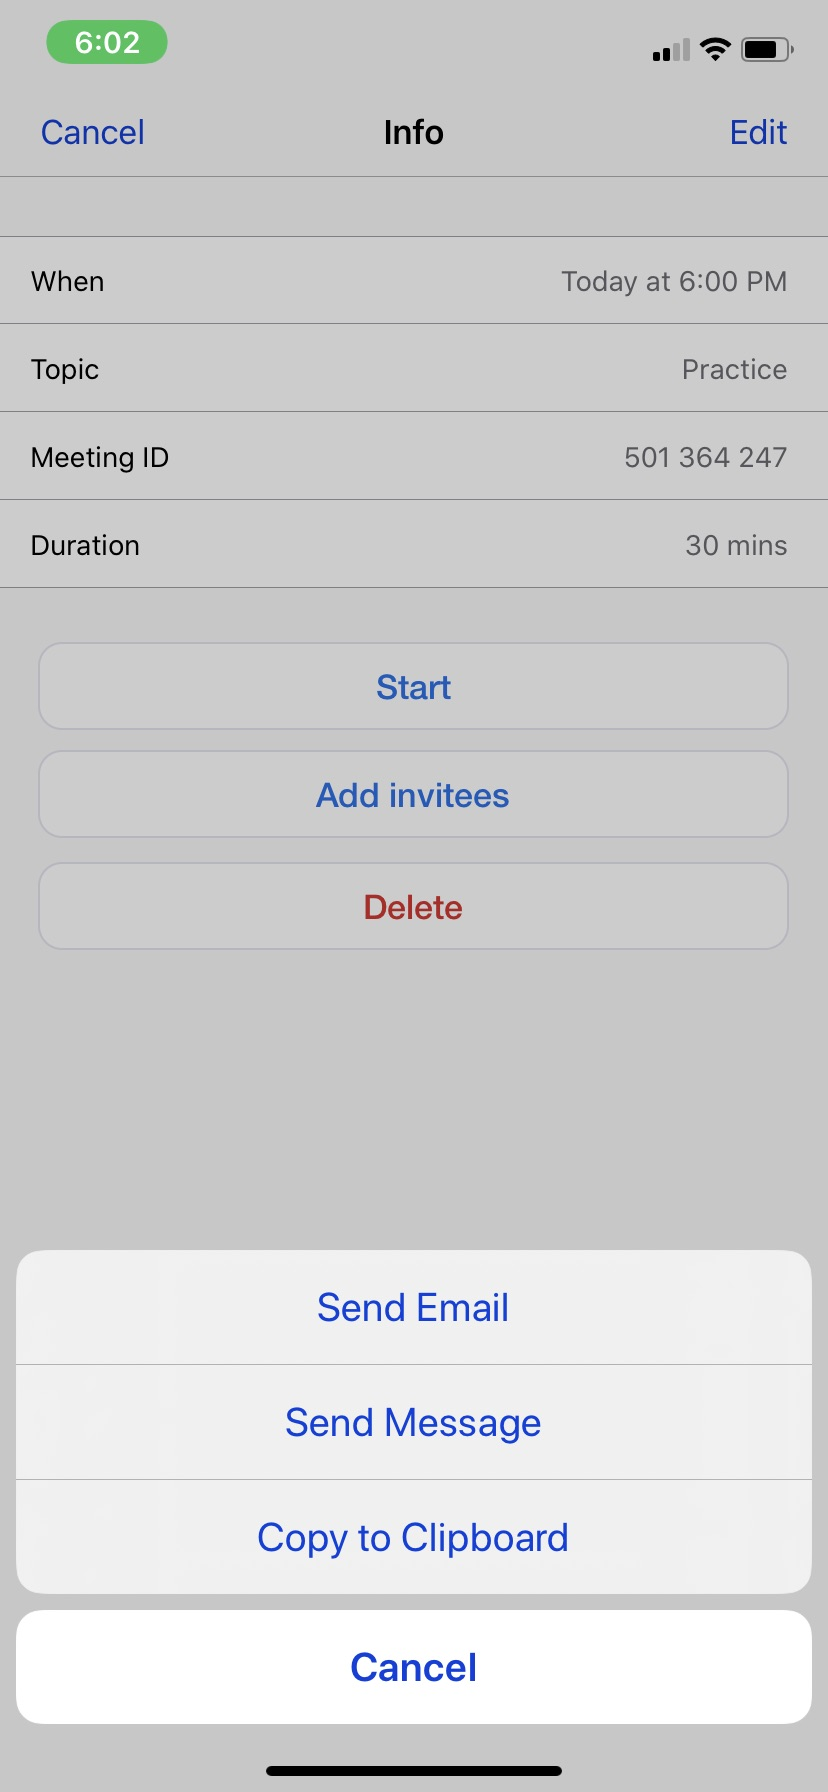 6:02
Cancel Info Edit
When Today at 6:00 PM
Topic Practice
Meeting ID 501 364 247
Duration 30 mins
Start
Add invitees
Delete
Send Email
Send Message
Copy to Clipboard
Cancel